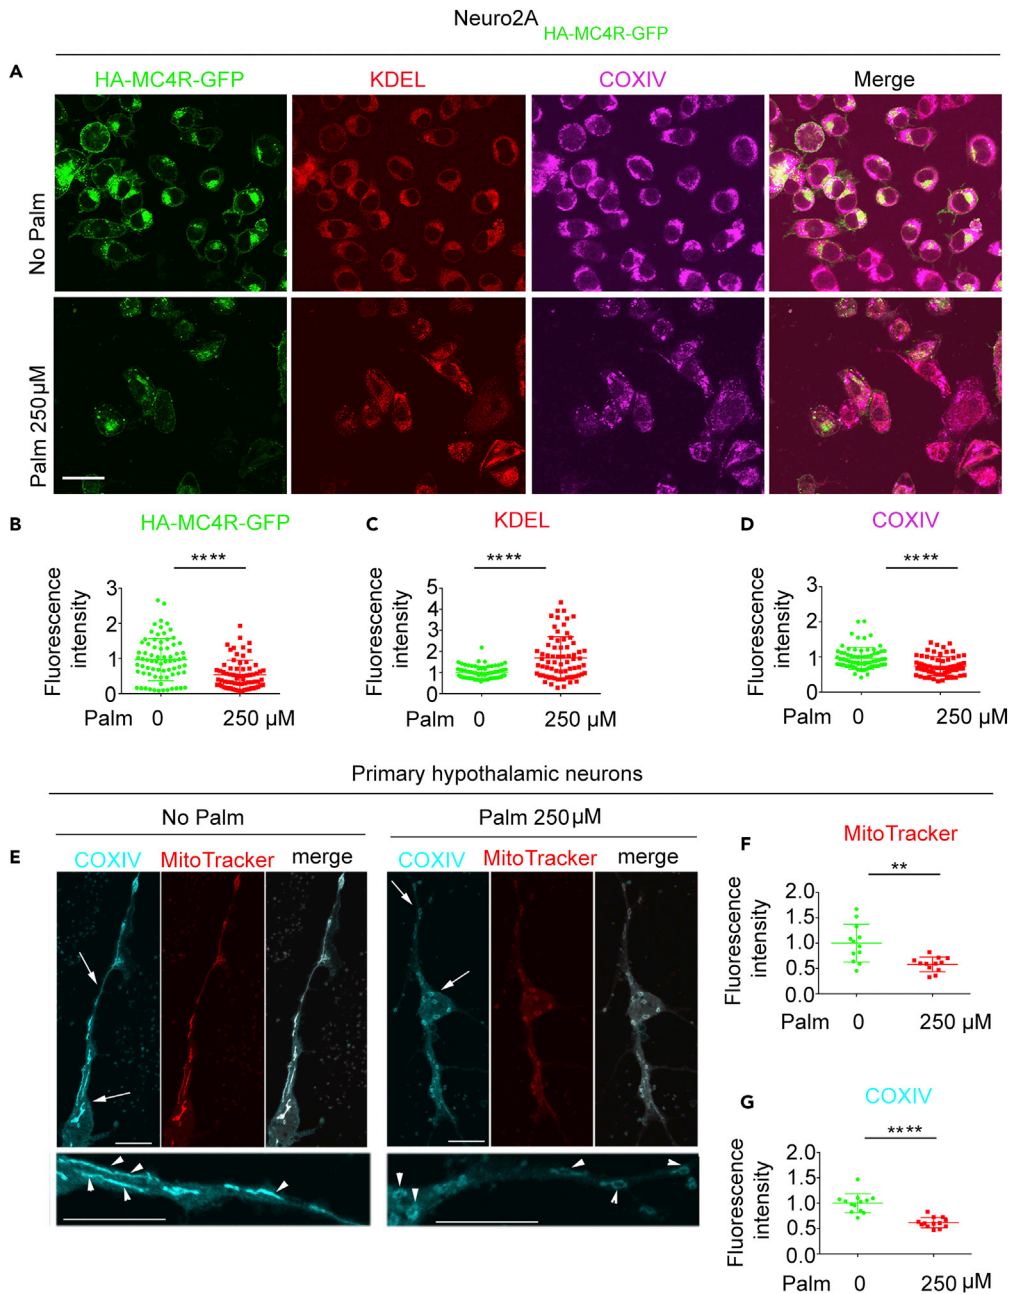 Neuro2A HA-MC4R-GFP
A
HA-MC4R-GFP KDEL COXIV Merge
No Palm
Palm 250 µM
B HA-MC4R-GFP
****
Fluorescence
intensity
3
2
1
0
Palm 0 250 µM
C KDEL
****
Fluorescence
intensity
5
4
3
2
1
0
Palm 0 250 µM
D COXIV
****
Fluorescence
intensity
3
2
1
0
Palm 0 250 µM
Primary hypothalamic neurons
No Palm Palm 250 µM
E COXIV MitoTracker merge COXIV MitoTracker merge
F MitoTracker
**
Fluorescence
intensity
2.0
1.5
1.0
0.5
0.0
Palm 0 250 µM
G COXIV
****
Fluorescence
intensity
2.0
1.5
1.0
0.5
0.0
Palm 0 250 µM